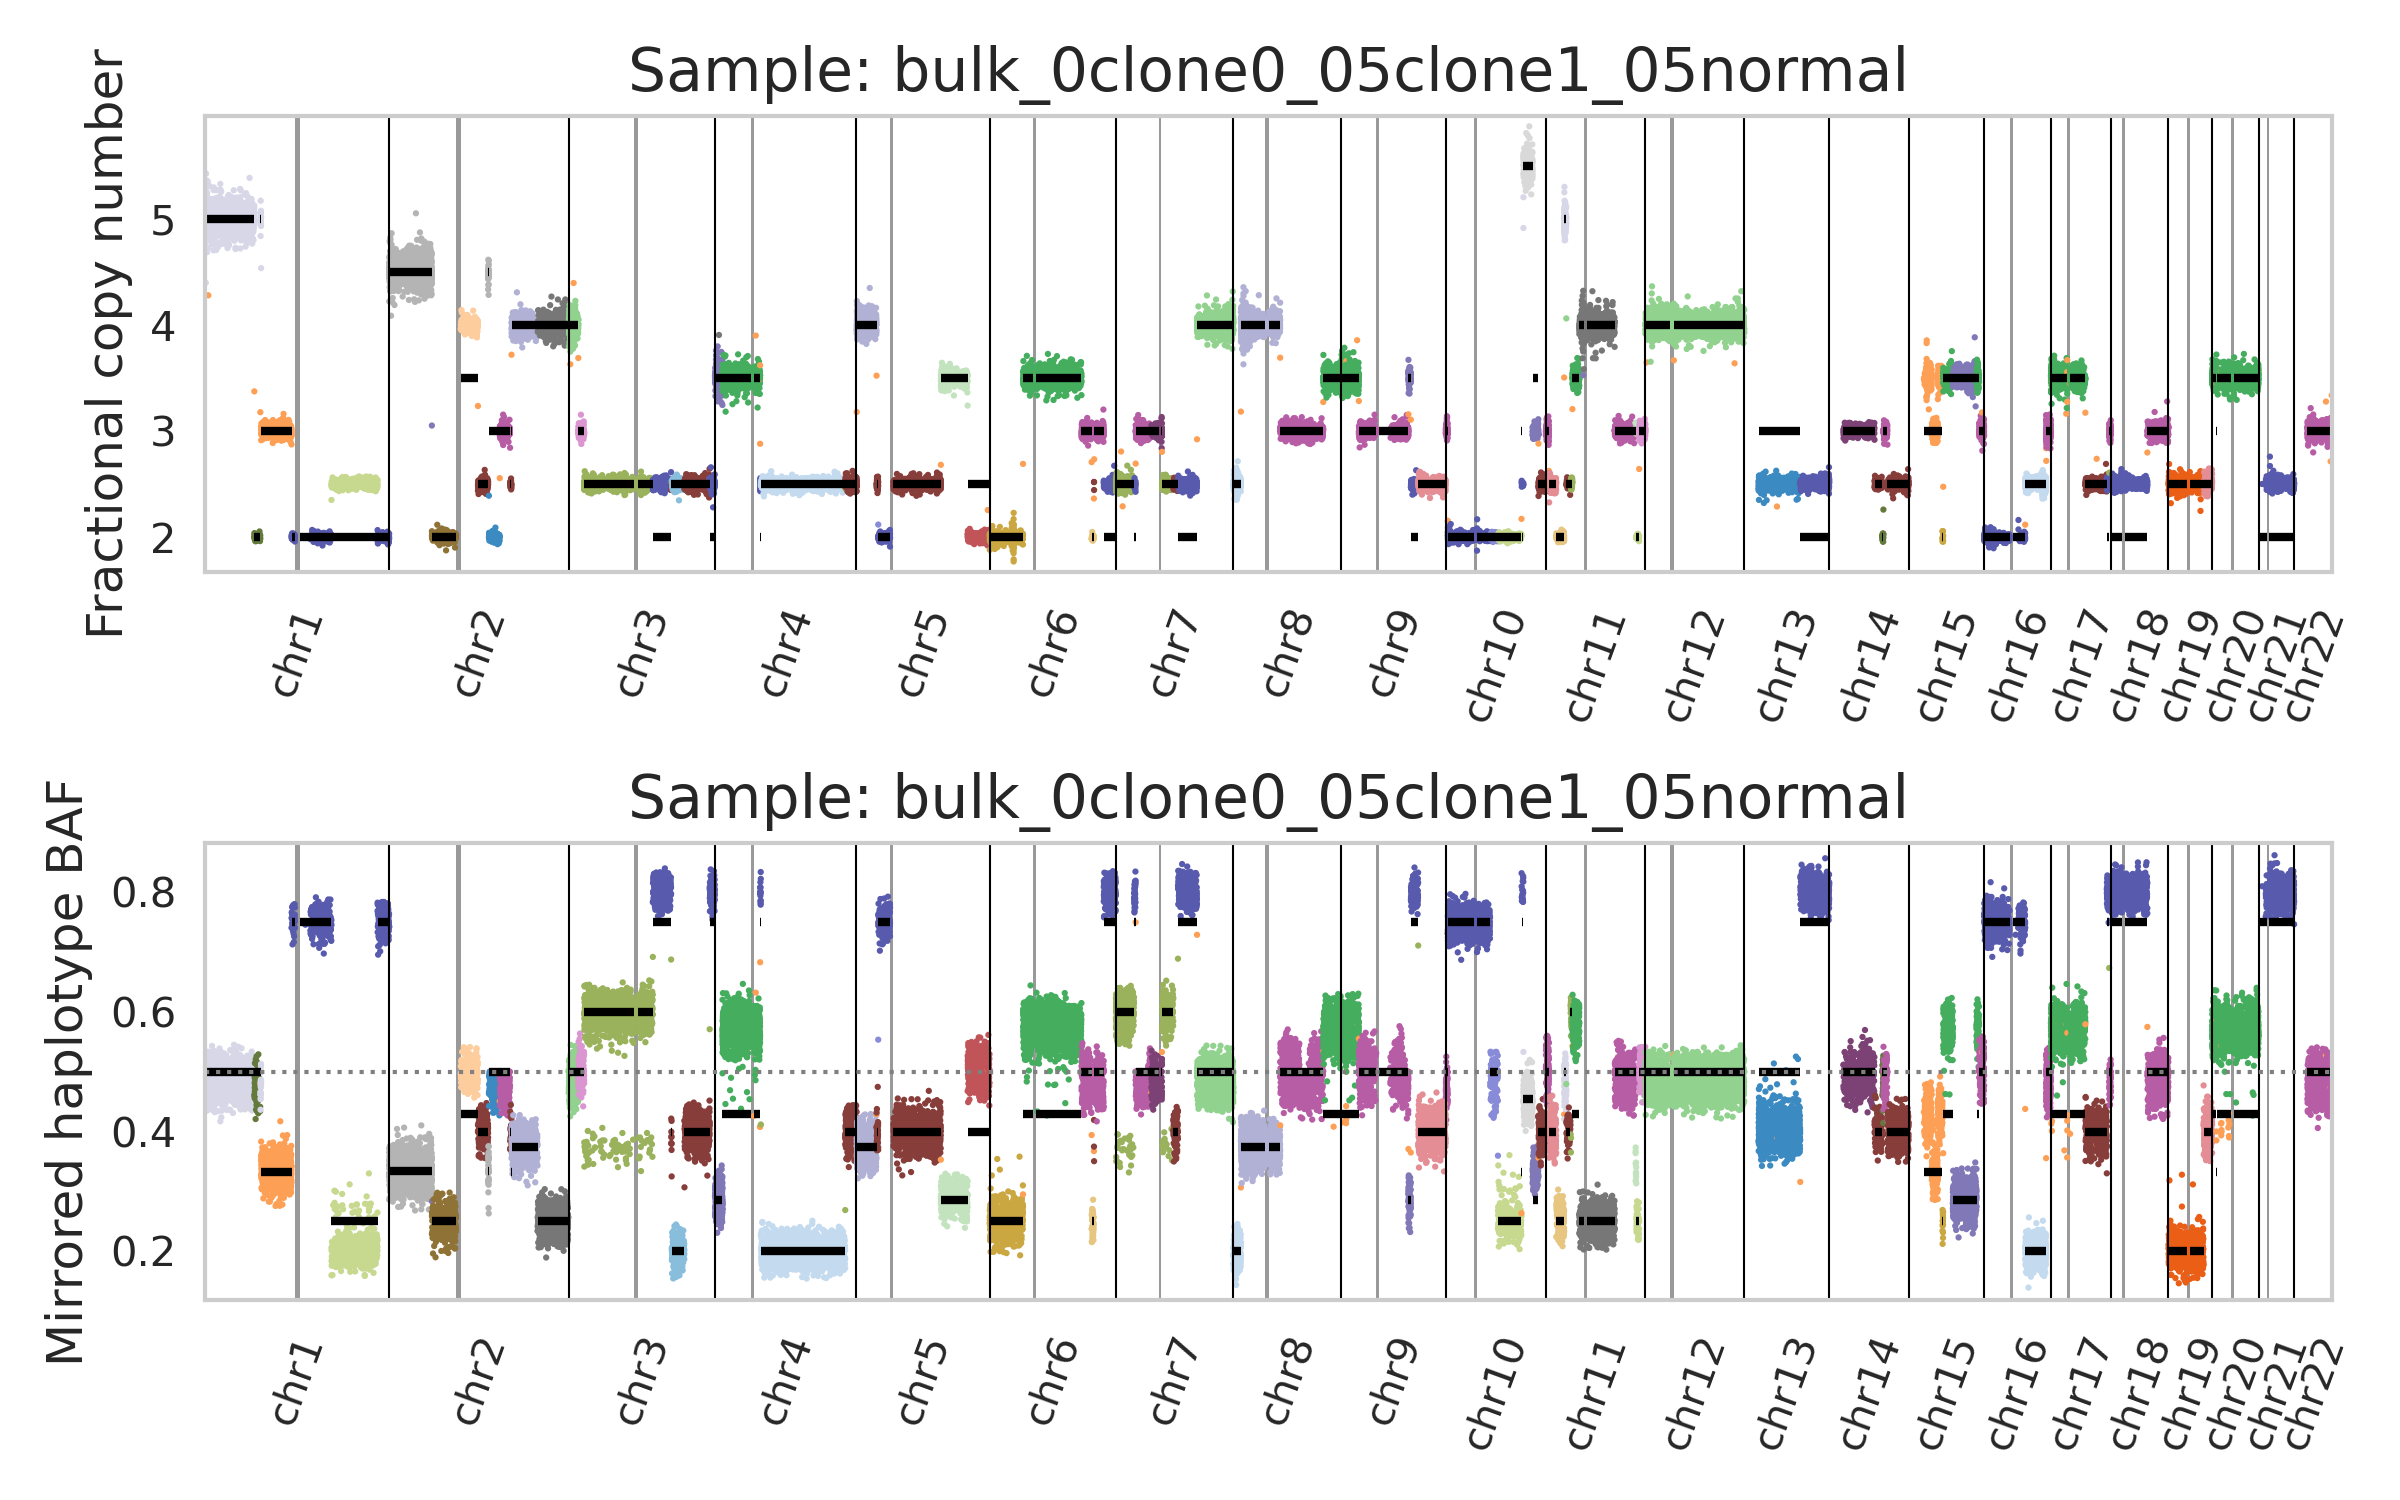 Sample: bulk_0clone0_05clone1_05normal
Fractional copy number
5
4
3
2
chr1 chr2 chr3 chr4 chr5 chr6 chr7 chr8 chr9 chr10 chr11 chr12 chr13 chr14 chr15 chr16 chr17 chr18 chr19 chr20 chr21 chr22
Sample: bulk_0clone0_05clone1_05normal
Mirrored haplotype BAF
0.8
0.6
0.4
0.2
chr1 chr2 chr3 chr4 chr5 chr6 chr7 chr8 chr9 chr10 chr11 chr12 chr13 chr14 chr15 chr16 chr17 chr18 chr19 chr20 chr21 chr22